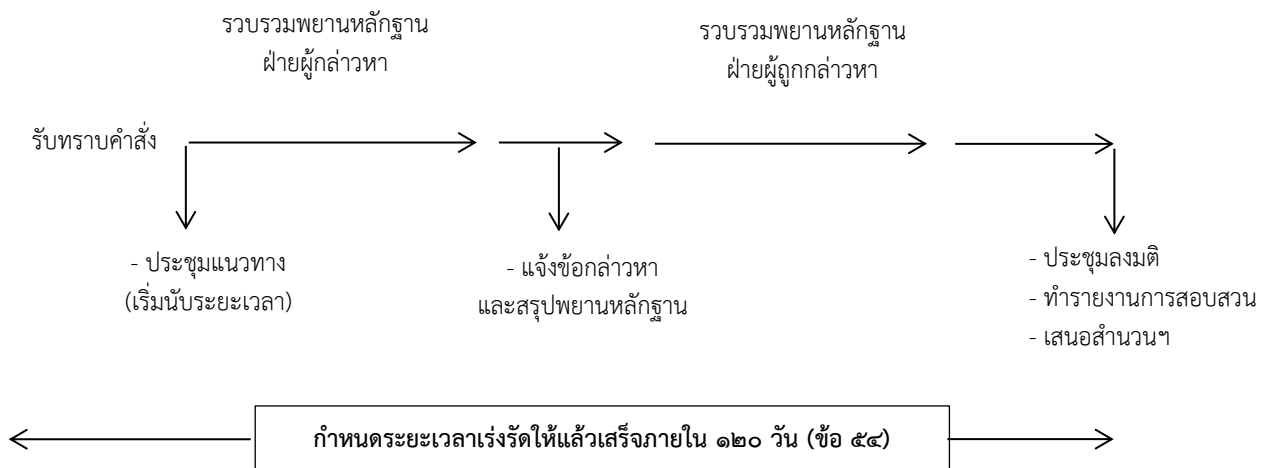 รวบรวมพยานหลักฐาน
ฝ่ายผู้กล่าวหา
รวบรวมพยานหลักฐาน
ฝ่ายผู้ถูกกล่าวหา
รับทราบคำสั่ง
- ประชุมแนวทาง
(เริ่มนับระยะเวลา)
- แจ้งข้อกล่าวหา
และสรุปพยานหลักฐาน
- ประชุมลงมติ
- ทำรายงานการสอบสวน
- เสนอสำนวนฯ
กำหนดระยะเวลาเร่งรัดให้แล้วเสร็จภายใน ๑๒๐ วัน (ข้อ ๕๔)